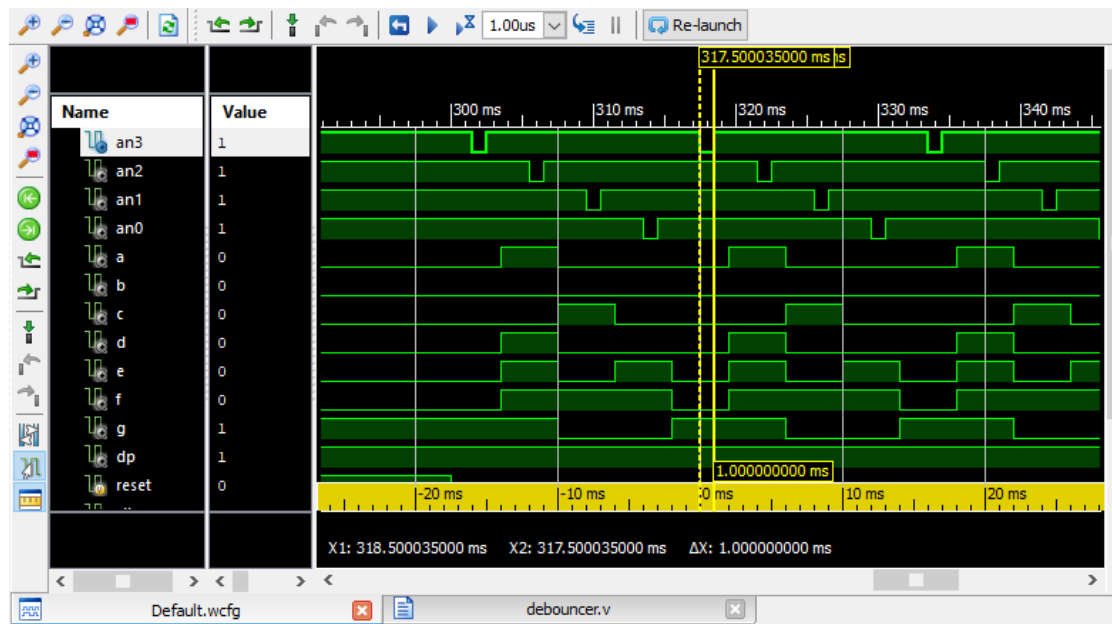 1.00us
Re-launch
317.500035000 ms
Name
Value
300 ms
310 ms
320 ms
330 ms
340 ms
an3
1
an2
1
an1
1
an0
1
a
0
b
0
c
0
d
0
e
0
f
0
g
1
dp
1
reset
0
1.000000000 ms
-20 ms
-10 ms
0 ms
10 ms
20 ms
X1: 318.500035000 ms X2: 317.500035000 ms ΔX: 1.000000000 ms
Default.wcfg
debouncer.v